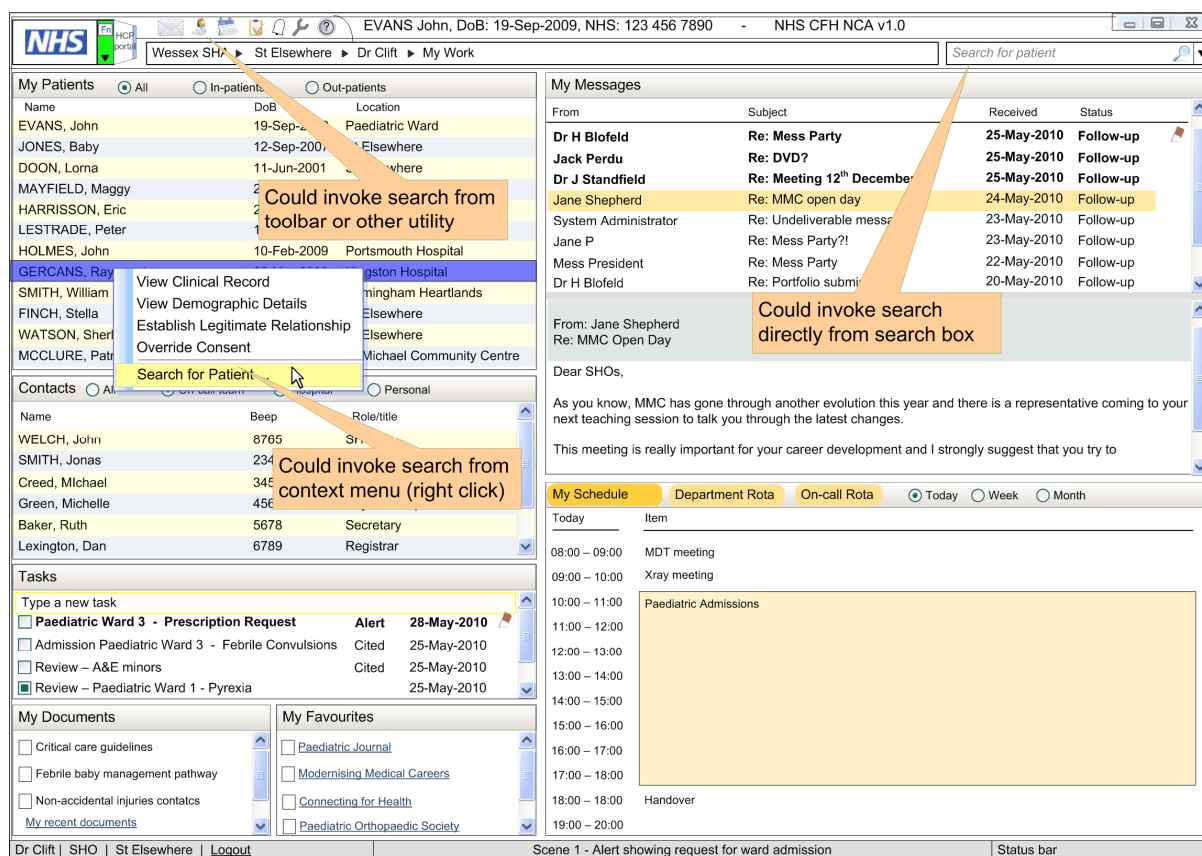 EVANS John, DoB: 19-Sep-2009, NHS: 123 456 7890 - NHS CFH NCA v1.0
NHS
Fn
HCP
portal
Wessex SHA ▶ St Elsewhere ▶ Dr Clift ▶ My Work
Search for patient
My Patients All In-patients Out-patients
Name DoB Location
EVANS, John 19-Sep-2 Paediatric Ward
JONES, Baby 12-Sep-2007 Elsewhere
DOON, Lorna 11-Jun-2001 where
MAYFIELD, Maggy 2
HARRISSON, Eric 2
LESTRADE, Peter 1
HOLMES, John 10-Feb-2009 Portsmouth Hospital
GERCANS, Ray Hospital
SMITH, William mingham Heartlands
FINCH, Stella Elsewhere
WATSON, Sherl Elsewhere
MCCLURE, Patr Michael Community Centre
Could invoke search from
toolbar or other utility
View Clinical Record
View Demographic Details
Establish Legitimate Relationship
Override Consent
Search for Patient
Contacts All On-call team Hospital Personal
Name Beep Role/title
WELCH, John 8765
SMITH, Jonas 234
Creed, MIchael 345
Green, Michelle 456
Baker, Ruth 5678 Secretary
Lexington, Dan 6789 Registrar
Could invoke search from
context menu (right click)
Tasks
Type a new task
Paediatric Ward 3 - Prescription Request Alert 28-May-2010
Admission Paediatric Ward 3 - Febrile Convulsions Cited 25-May-2010
Review – A&E minors Cited 25-May-2010
Review – Paediatric Ward 1 - Pyrexia 25-May-2010
My Documents
Critical care guidelines
Febrile baby management pathway
Non-accidental injuries contatcs
My recent documents
My Favourites
Paediatric Journal
Modernising Medical Careers
Connecting for Health
Paediatric Orthopaedic Society
My Messages
From Subject Received Status
Dr H Blofeld Re: Mess Party 25-May-2010 Follow-up
Jack Perdu Re: DVD? 25-May-2010 Follow-up
Dr J Standfield Re: Meeting 12th December 25-May-2010 Follow-up
Jane Shepherd Re: MMC open day 24-May-2010 Follow-up
System Administrator Re: Undeliverable messa 23-May-2010 Follow-up
Jane P Re: Mess Party?! 23-May-2010 Follow-up
Mess President Re: Mess Party 22-May-2010 Follow-up
Dr H Blofeld Re: Portfolio submi 20-May-2010 Follow-up
Could invoke search
directly from search box
From: Jane Shepherd
Re: MMC Open Day
Dear SHOs,
As you know, MMC has gone through another evolution this year and there is a representative coming to your
next teaching session to talk you through the latest changes.
This meeting is really important for your career development and I strongly suggest that you try to
My Schedule Department Rota On-call Rota Today Week Month
Today Item
08:00 – 09:00 MDT meeting
09:00 – 10:00 Xray meeting
10:00 – 11:00 Paediatric Admissions
11:00 – 12:00
12:00 – 13:00
13:00 – 14:00
14:00 – 15:00
15:00 – 16:00
16:00 – 17:00
17:00 – 18:00
18:00 – 18:00 Handover
19:00 – 20:00
Dr Clift | SHO | St Elsewhere | Logout Scene 1 - Alert showing request for ward admission Status bar